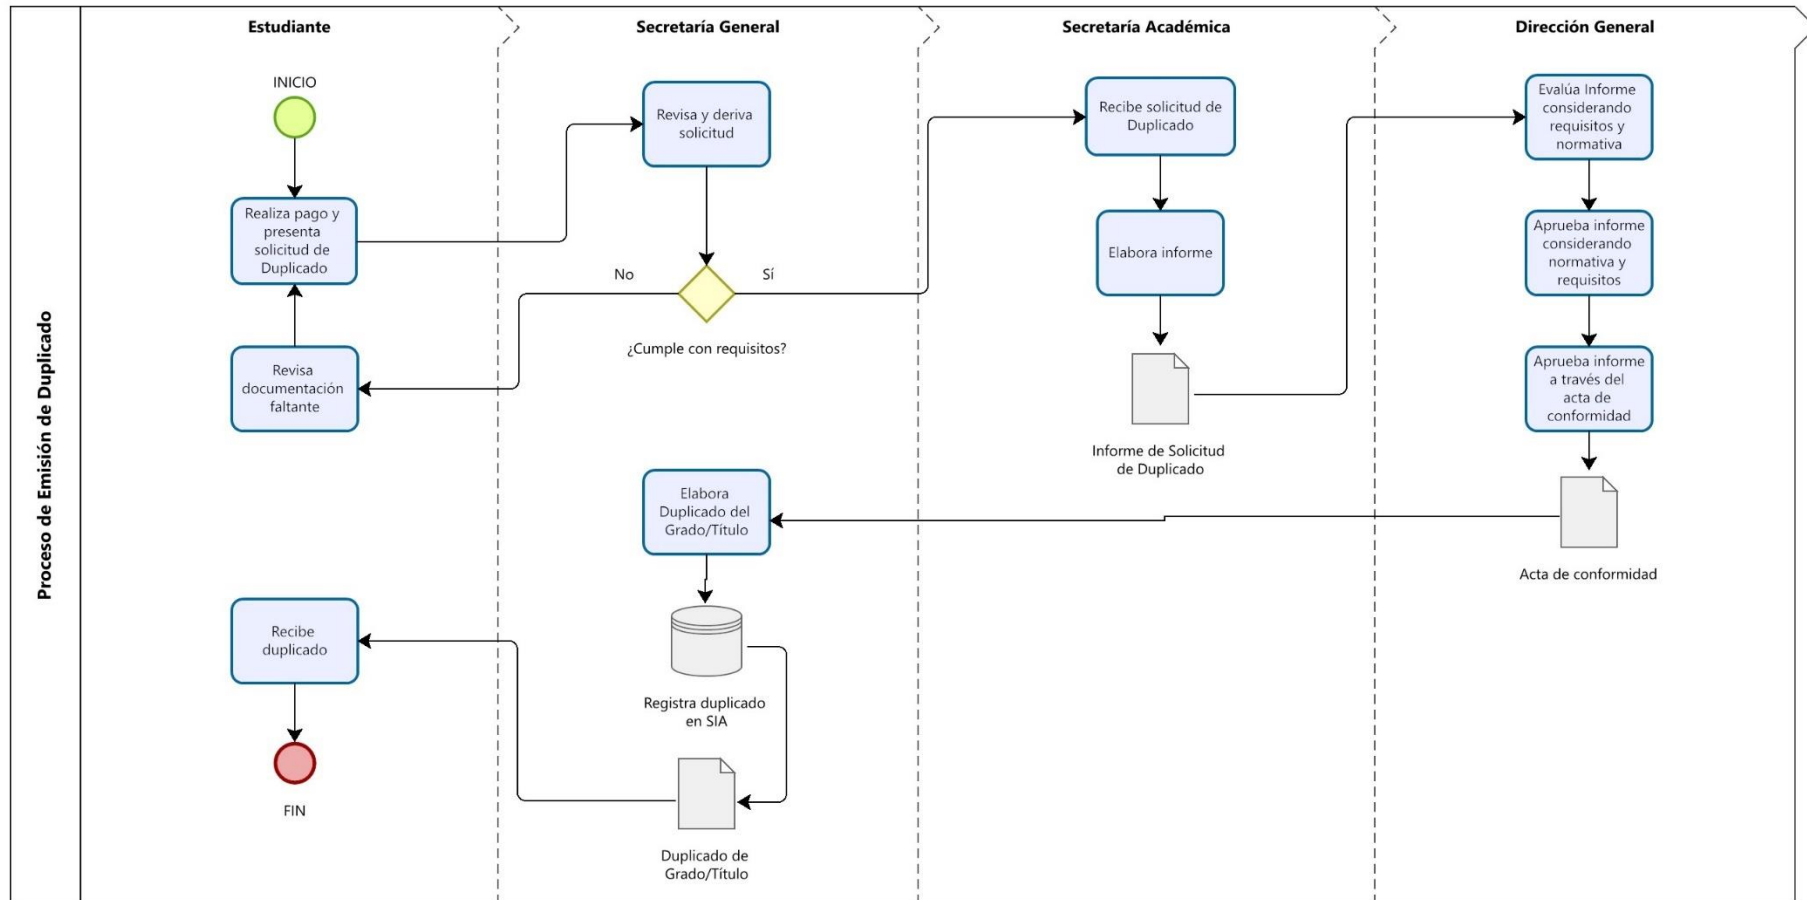 Proceso de Emisión de Duplicado
Estudiante
Secretaría General
Secretaría Académica
Dirección General
INICIO
Realiza pago y
presenta
solicitud de
Duplicado
Revisa
documentación
faltante
Revisa y deriva
solicitud
No
Sí
¿Cumple con requisitos?
Recibe solicitud de
Duplicado
Elabora informe
Informe de Solicitud
de Duplicado
Evalúa Informe
considerando
requisitos y
normativa
Aprueba informe
considerando
normativa y
requisitos
Aprueba informe
a través del
acta de
conformidad
Acta de conformidad
Elabora
Duplicado del
Grado/Título
Registra duplicado
en SIA
Duplicado de
Grado/Título
Recibe
duplicado
FIN